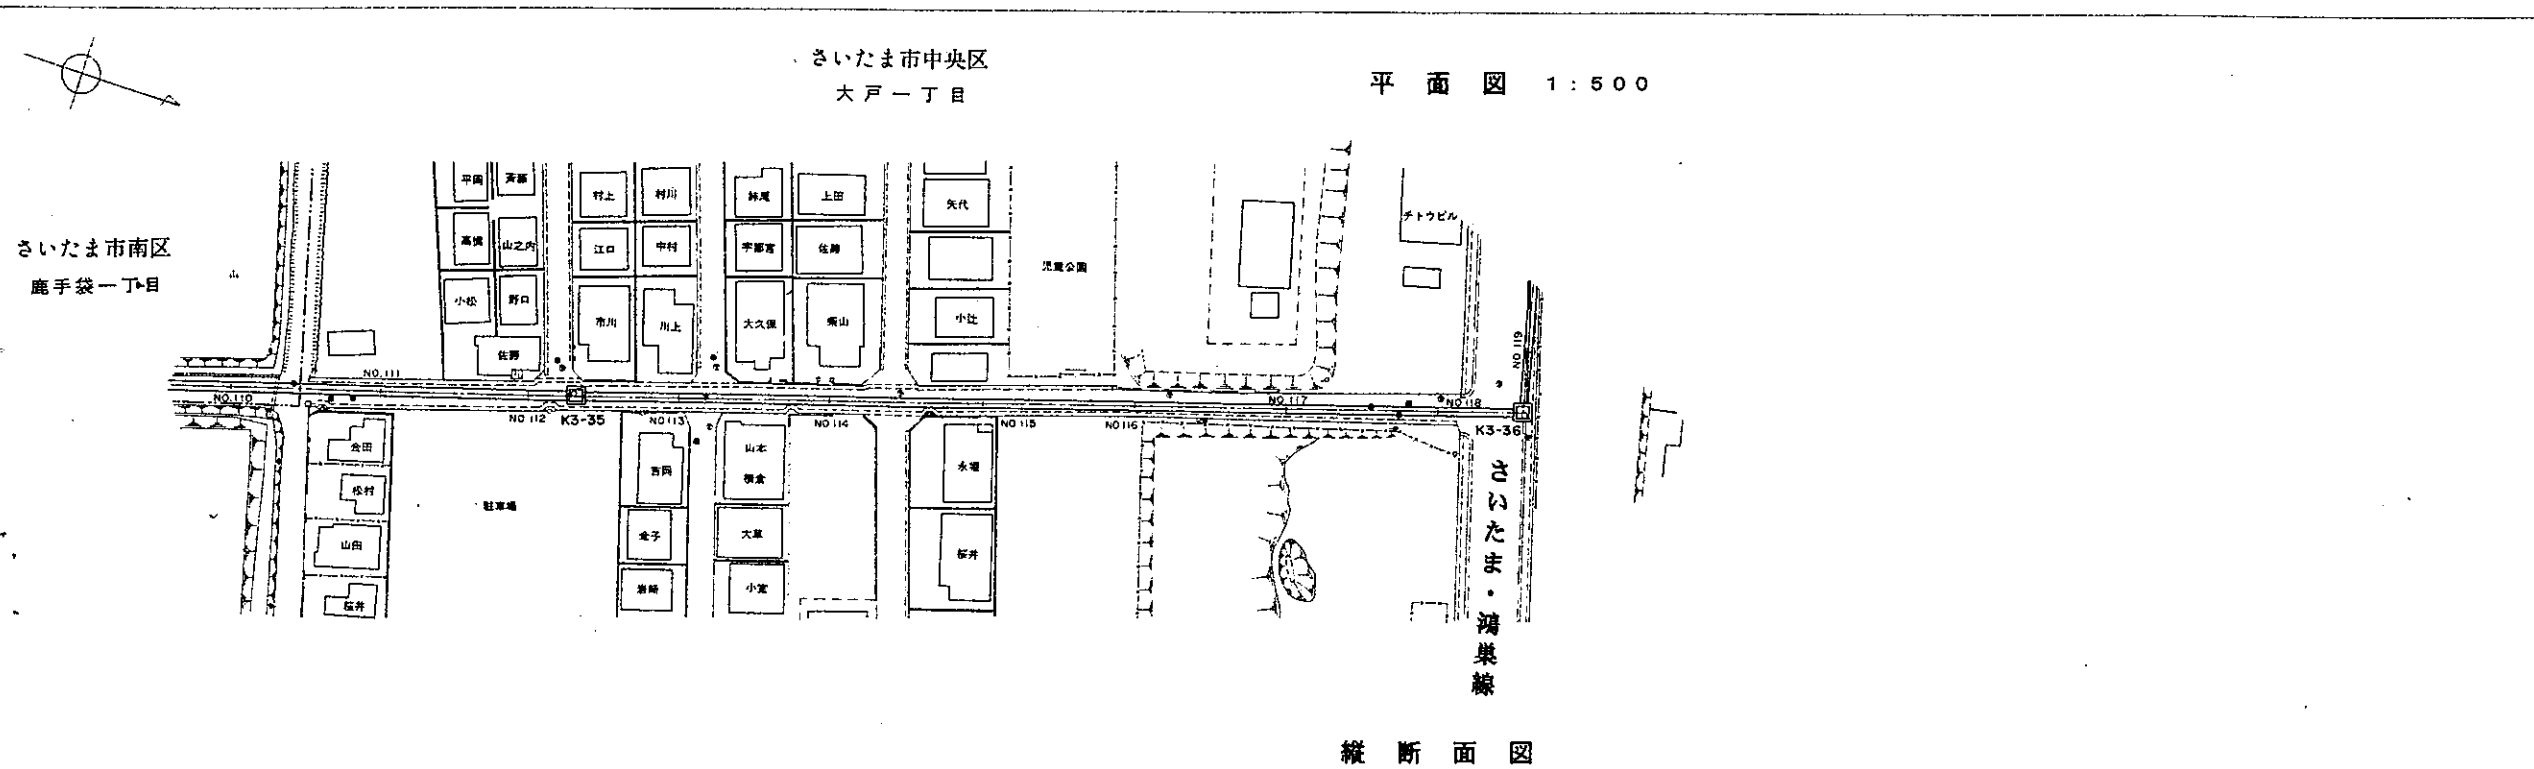 さいたま市中央区
大戸一丁目
平面図 1:500
さいたま市南区
鹿手袋一丁目
平岡
斉藤
村上
村川
上田
矢代
チトウビル
高橋
山之内
江口
中村
宇都宮
佐藤
児童公園
小松
野口
市川
川上
大久保
柴山
小辻
佐藤
NO.110
NO.111
NO 112
K3-35
NO 113
NO 114
NO 115
NO 116
NO 117
NO 118
K3-36
NO 119
会田
松村
山田
桜井
駐車場
吉岡
金子
岩崎
山本
大草
永堀
桜井
さいたま・鴻巣線
縦断面図